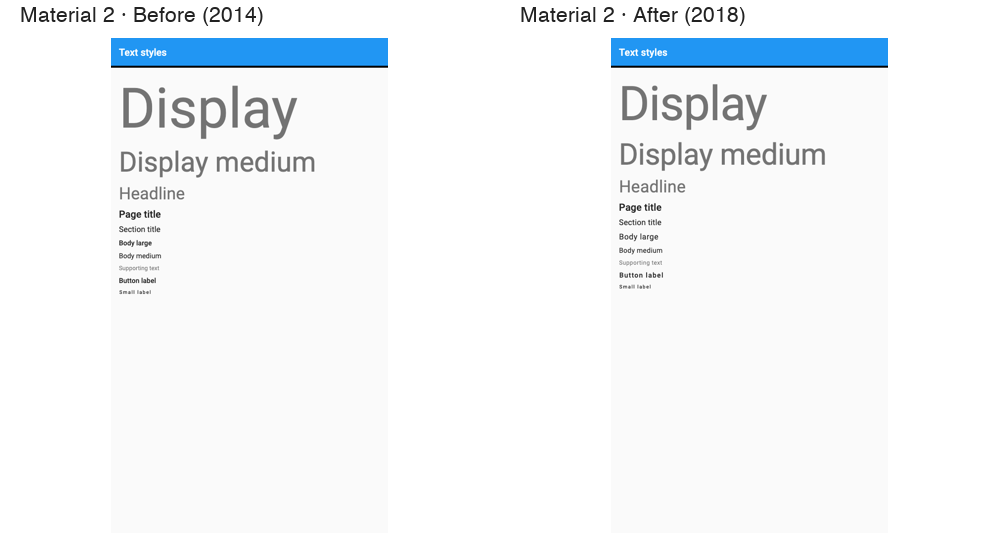 Material 2 · Before (2014)
Text styles
Display
Display medium
Headline
Page title
Section title
Body large
Body medium
Supporting text
Button label
Small label
Material 2 · After (2018)
Text styles
Display
Display medium
Headline
Page title
Section title
Body large
Body medium
Supporting text
Button label
Small label